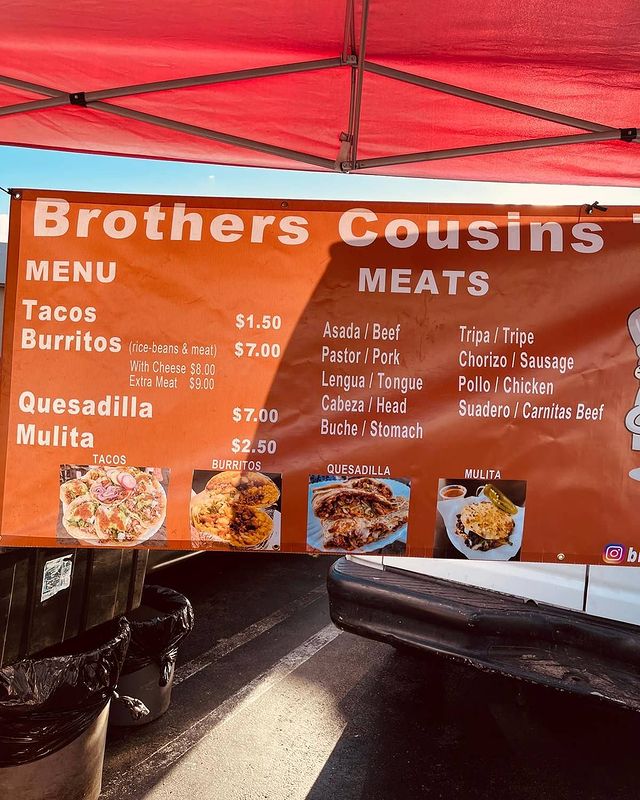 Brothers Cousins
MENU
Tacos $1.50
Burritos (rice-beans & meat) $7.00
With Cheese $8.00
Extra Meat $9.00
Quesadilla $7.00
Mulita $2.50
MEATS
Asada / Beef
Pastor / Pork
Lengua / Tongue
Cabeza / Head
Buche / Stomach
Tripa / Tripe
Chorizo / Sausage
Pollo / Chicken
Suadero / Carnitas Beef
TACOS
BURRITOS
QUESADILLA
MULITA